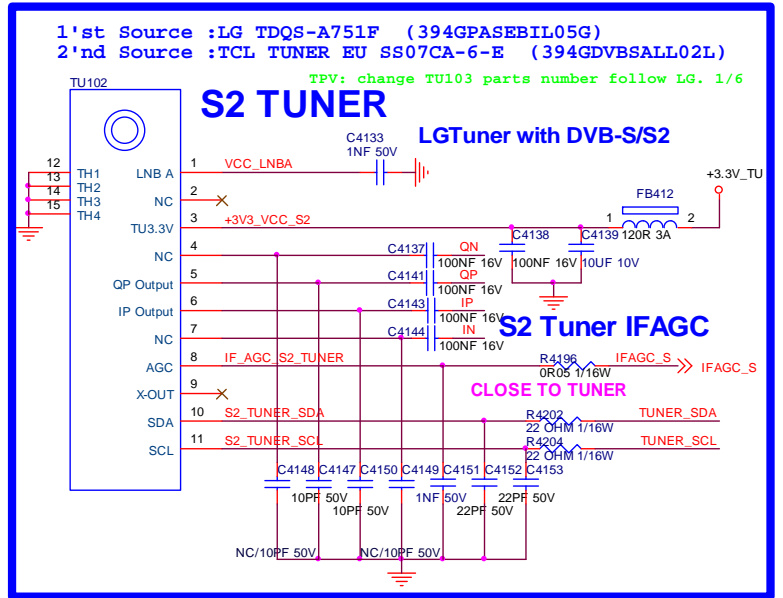 1'st Source :LG TDQS-A751F (394GPASEBIL05G)
2'nd Source :TCL TUNER EU SS07CA-6-E (394GDVBSALL02L)
TPV: change TU103 parts number follow LG. 1/6
TU102
S2 TUNER
LGTuner with DVB-S/S2
C4133
1NF 50V
12 TH1
13 TH2
14 TH3
15 TH4
LNB A 1 VCC_LNBA
NC 2
TU3.3V 3 +3V3_VCC_S2
+3.3V_TU
FB412
1 2
120R 3A
C4138
100NF 16V
C4139
10UF 10V
NC 4
C4137 QN
100NF 16V
QP Output 5
C4141 QP
100NF 16V
IP Output 6
C4143 IP
100NF 16V
NC 7
C4144 IN
100NF 16V
S2 Tuner IFAGC
AGC 8 IF_AGC_S2_TUNER
R4196 IFAGC_S IFAGC_S
0R05 1/16W
CLOSE TO TUNER
X-OUT 9
SDA 10 S2_TUNER_SDA
R4202 TUNER_SDA
22 OHM 1/16W
SCL 11 S2_TUNER_SCL
R4204 TUNER_SCL
22 OHM 1/16W
C4148 C4147 C4150 C4149 C4151 C4152 C4153
10PF 50V 1NF 50V 22PF 50V
10PF 50V 22PF 50V
NC/10PF 50V NC/10PF 50V